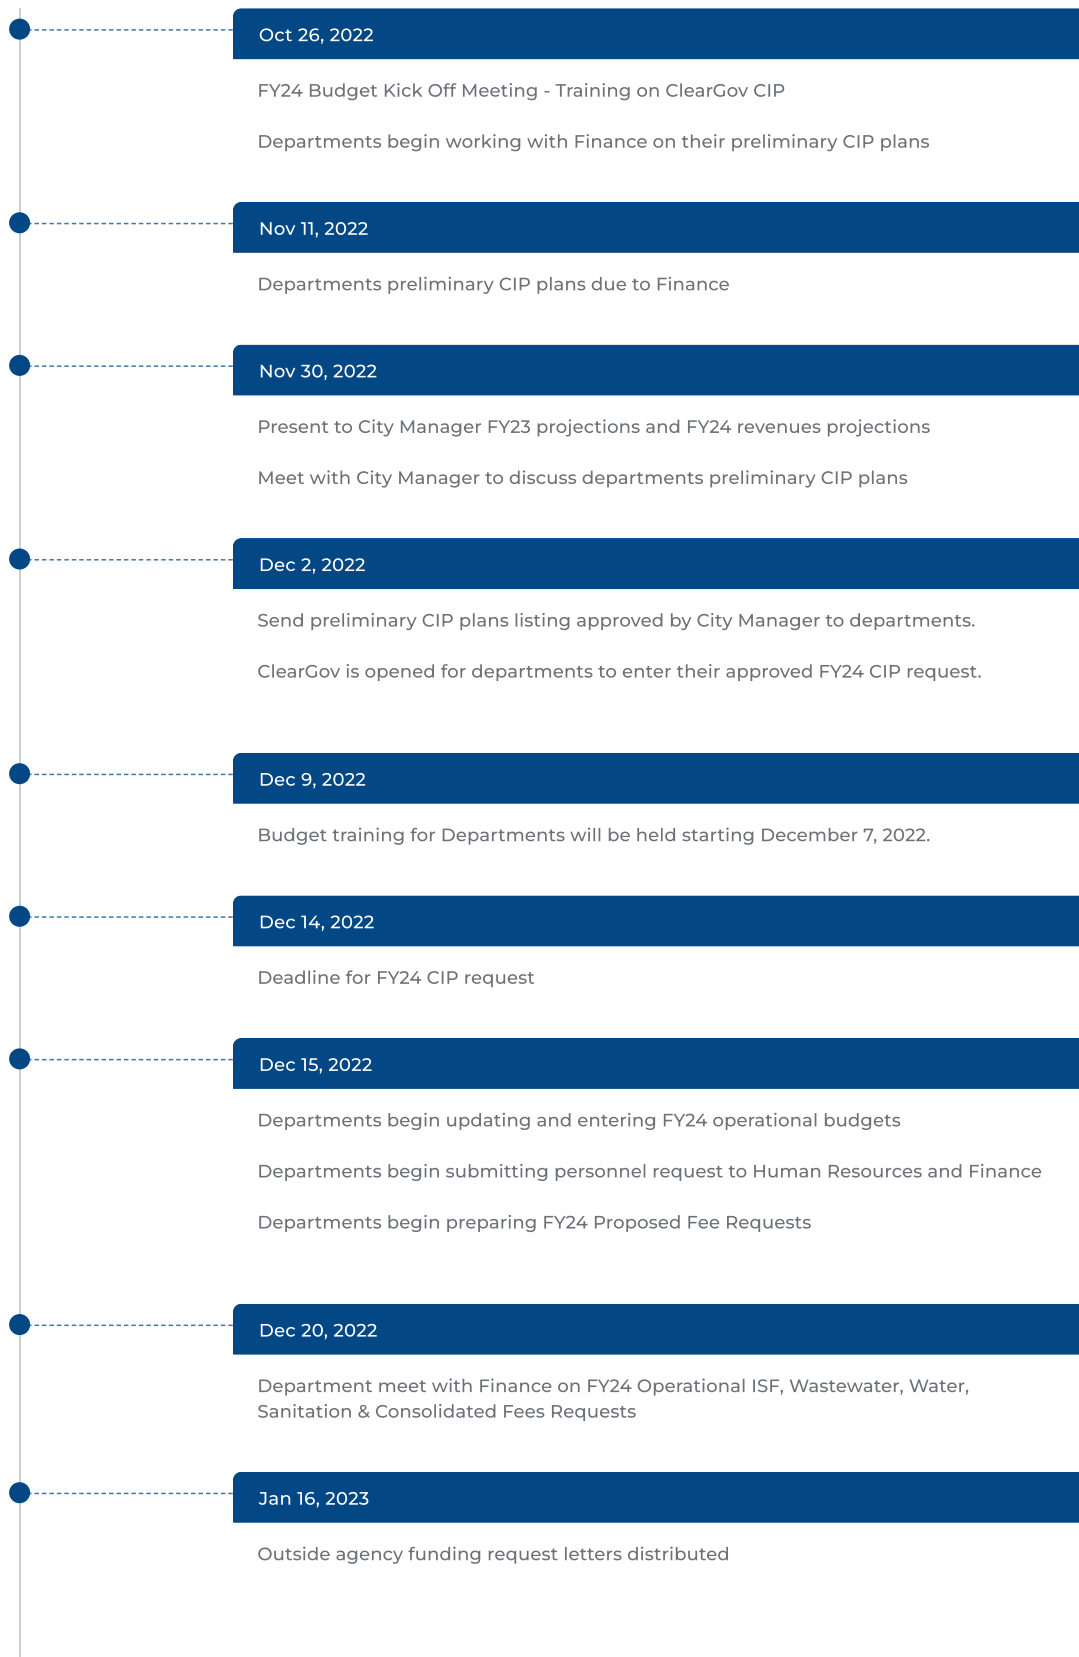 Oct 26, 2022
FY24 Budget Kick Off Meeting - Training on ClearGov CIP
Departments begin working with Finance on their preliminary CIP plans
Nov 11, 2022
Departments preliminary CIP plans due to Finance
Nov 30, 2022
Present to City Manager FY23 projections and FY24 revenues projections
Meet with City Manager to discuss departments preliminary CIP plans
Dec 2, 2022
Send preliminary CIP plans listing approved by City Manager to departments.
ClearGov is opened for departments to enter their approved FY24 CIP request.
Dec 9, 2022
Budget training for Departments will be held starting December 7, 2022.
Dec 14, 2022
Deadline for FY24 CIP request
Dec 15, 2022
Departments begin updating and entering FY24 operational budgets
Departments begin submitting personnel request to Human Resources and Finance
Departments begin preparing FY24 Proposed Fee Requests
Dec 20, 2022
Department meet with Finance on FY24 Operational ISF, Wastewater, Water,
Sanitation & Consolidated Fees Requests
Jan 16, 2023
Outside agency funding request letters distributed